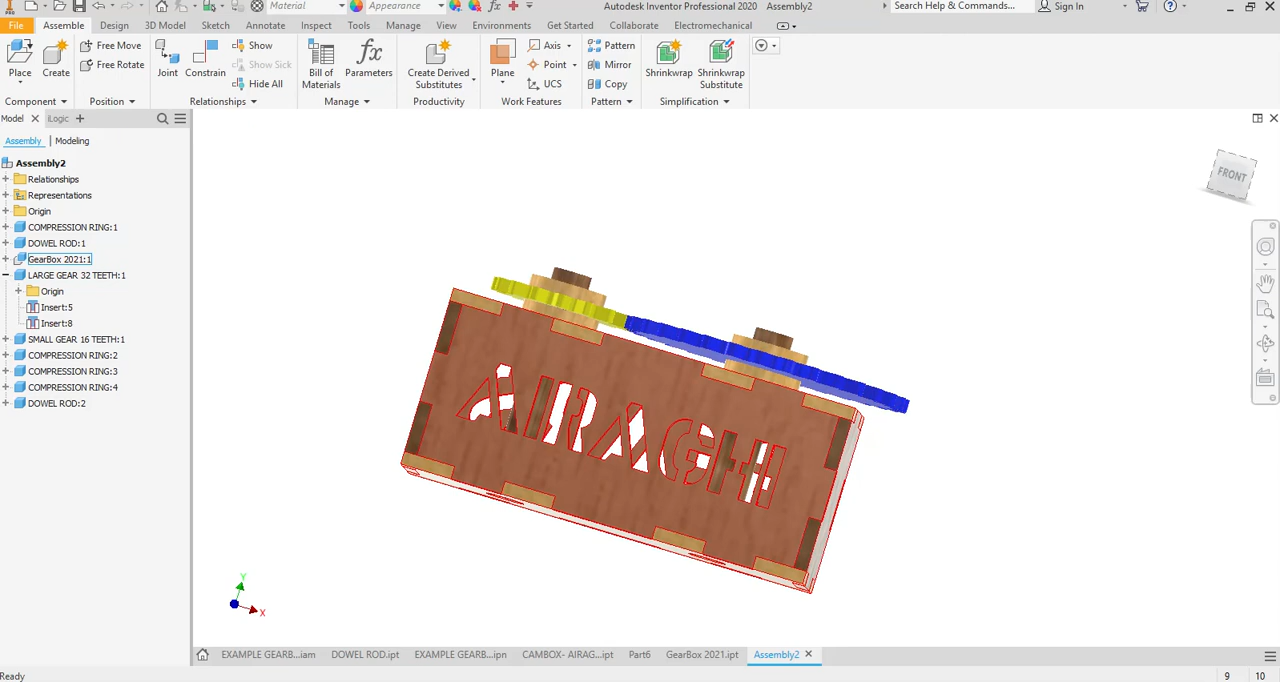 Material
Appearance
Autodesk Inventor Professional 2020 Assembly2
Search Help & Commands...
Sign In
File Assemble Design 3D Model Sketch Annotate Inspect Tools Manage View Environments Get Started Collaborate Electromechanical
PRO
Place
Create
Free Move
Free Rotate
Joint
Constrain
Show
Show Sick
Hide All
Bill of
Materials
fx
Parameters
Create Derived
Substitutes
Plane
Axis
Point
UCS
Pattern
Mirror
Copy
Shrinkwrap
Shrinkwrap
Substitute
Component Position Relationships Manage Productivity Work Features Pattern Simplification
Model iLogic
Assembly Modeling
Assembly2
Relationships
Representations
Origin
COMPRESSION RING:1
DOWEL ROD:1
GearBox 2021:1
LARGE GEAR 32 TEETH:1
Origin
Insert:5
Insert:8
SMALL GEAR 16 TEETH:1
COMPRESSION RING:2
COMPRESSION RING:3
COMPRESSION RING:4
DOWEL ROD:2
FRONT
AIRAGH
Y
X
EXAMPLE GEARB...iam DOWEL ROD.ipt EXAMPLE GEARB...ipn CAMBOX- AIRAG...ipt Part6 GearBox 2021.ipt Assembly2
Ready
9 10